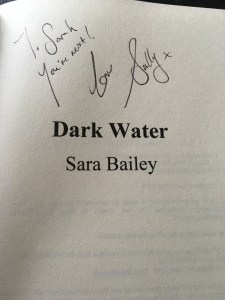 To Sarah
You're next!!
love Sally x
Dark Water
Sara Bailey